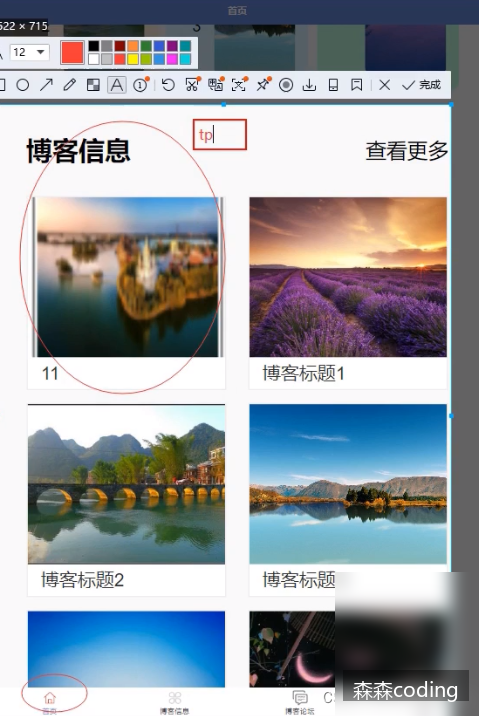 首页
522 × 715
3
12
A
1
完成
tp
博客信息
查看更多
11
博客标题1
博客标题2
博客标题
森森coding
首页
博客信息
博客论坛